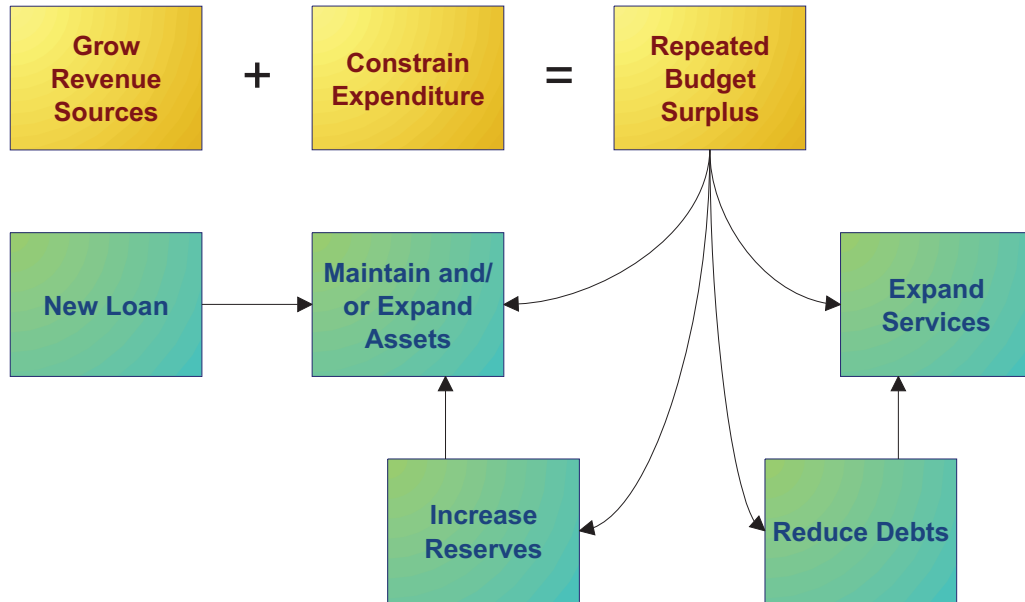 Grow
Revenue
Sources
+
Constrain
Expenditure
=
Repeated
Budget
Surplus
New Loan
Maintain and/
or Expand
Assets
Expand
Services
Increase
Reserves
Reduce Debts